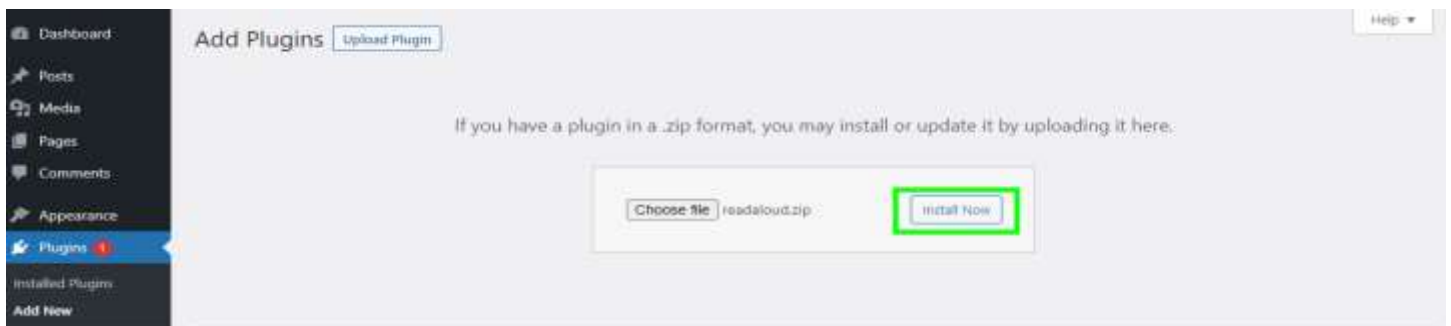 Dashboard
Posts
Media
Pages
Comments
Appearance
Plugins 1
Installed Plugins
Add New
Help
Add Plugins Upload Plugin
If you have a plugin in a .zip format, you may install or update it by uploading it here.
Choose file readaloud.zip Install Now